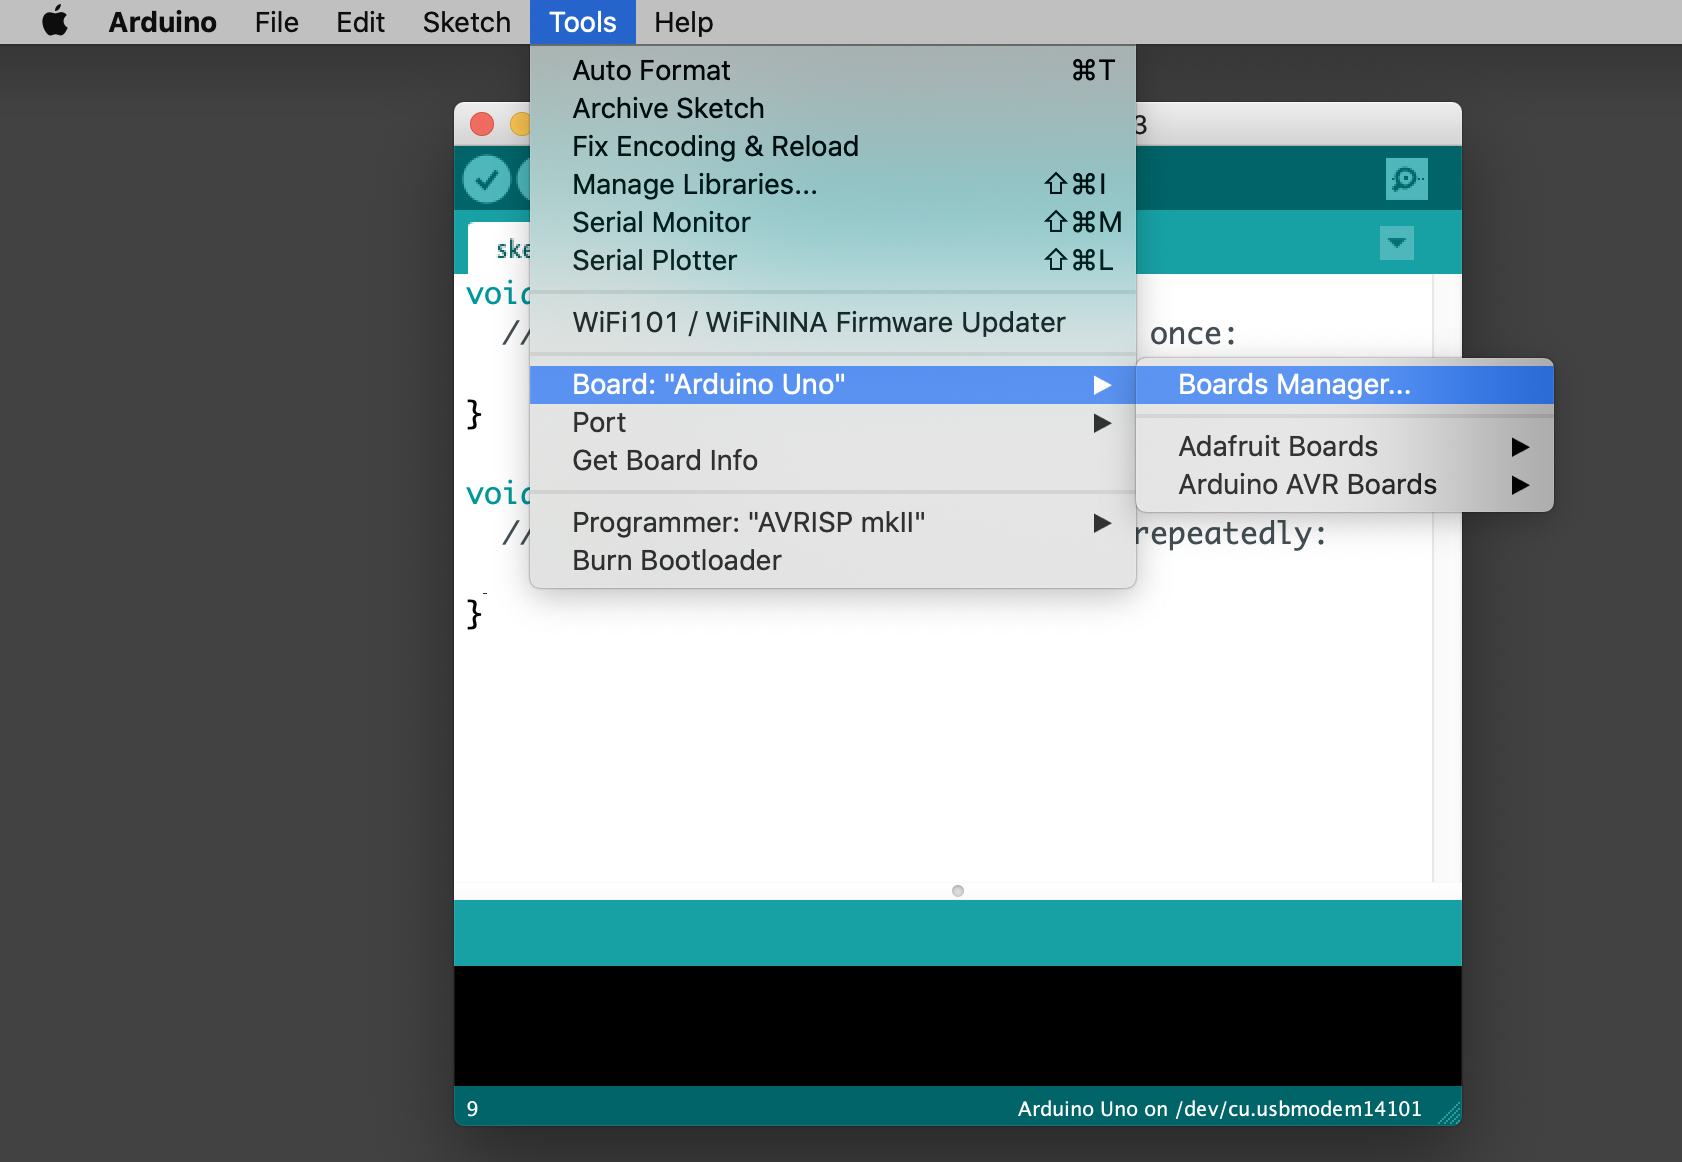 Arduino File Edit Sketch Tools Help
Auto Format ⌘T
Archive Sketch
Fix Encoding & Reload
Manage Libraries... ⇧⌘I
Serial Monitor ⇧⌘M
Serial Plotter ⇧⌘L
WiFi101 / WiFiNINA Firmware Updater
Board: "Arduino Uno"
Port
Get Board Info
Programmer: "AVRISP mkII"
Burn Bootloader
Boards Manager...
Adafruit Boards
Arduino AVR Boards
3
ske
void
// once:
}
void
// repeatedly:
}
9 Arduino Uno on /dev/cu.usbmodem14101